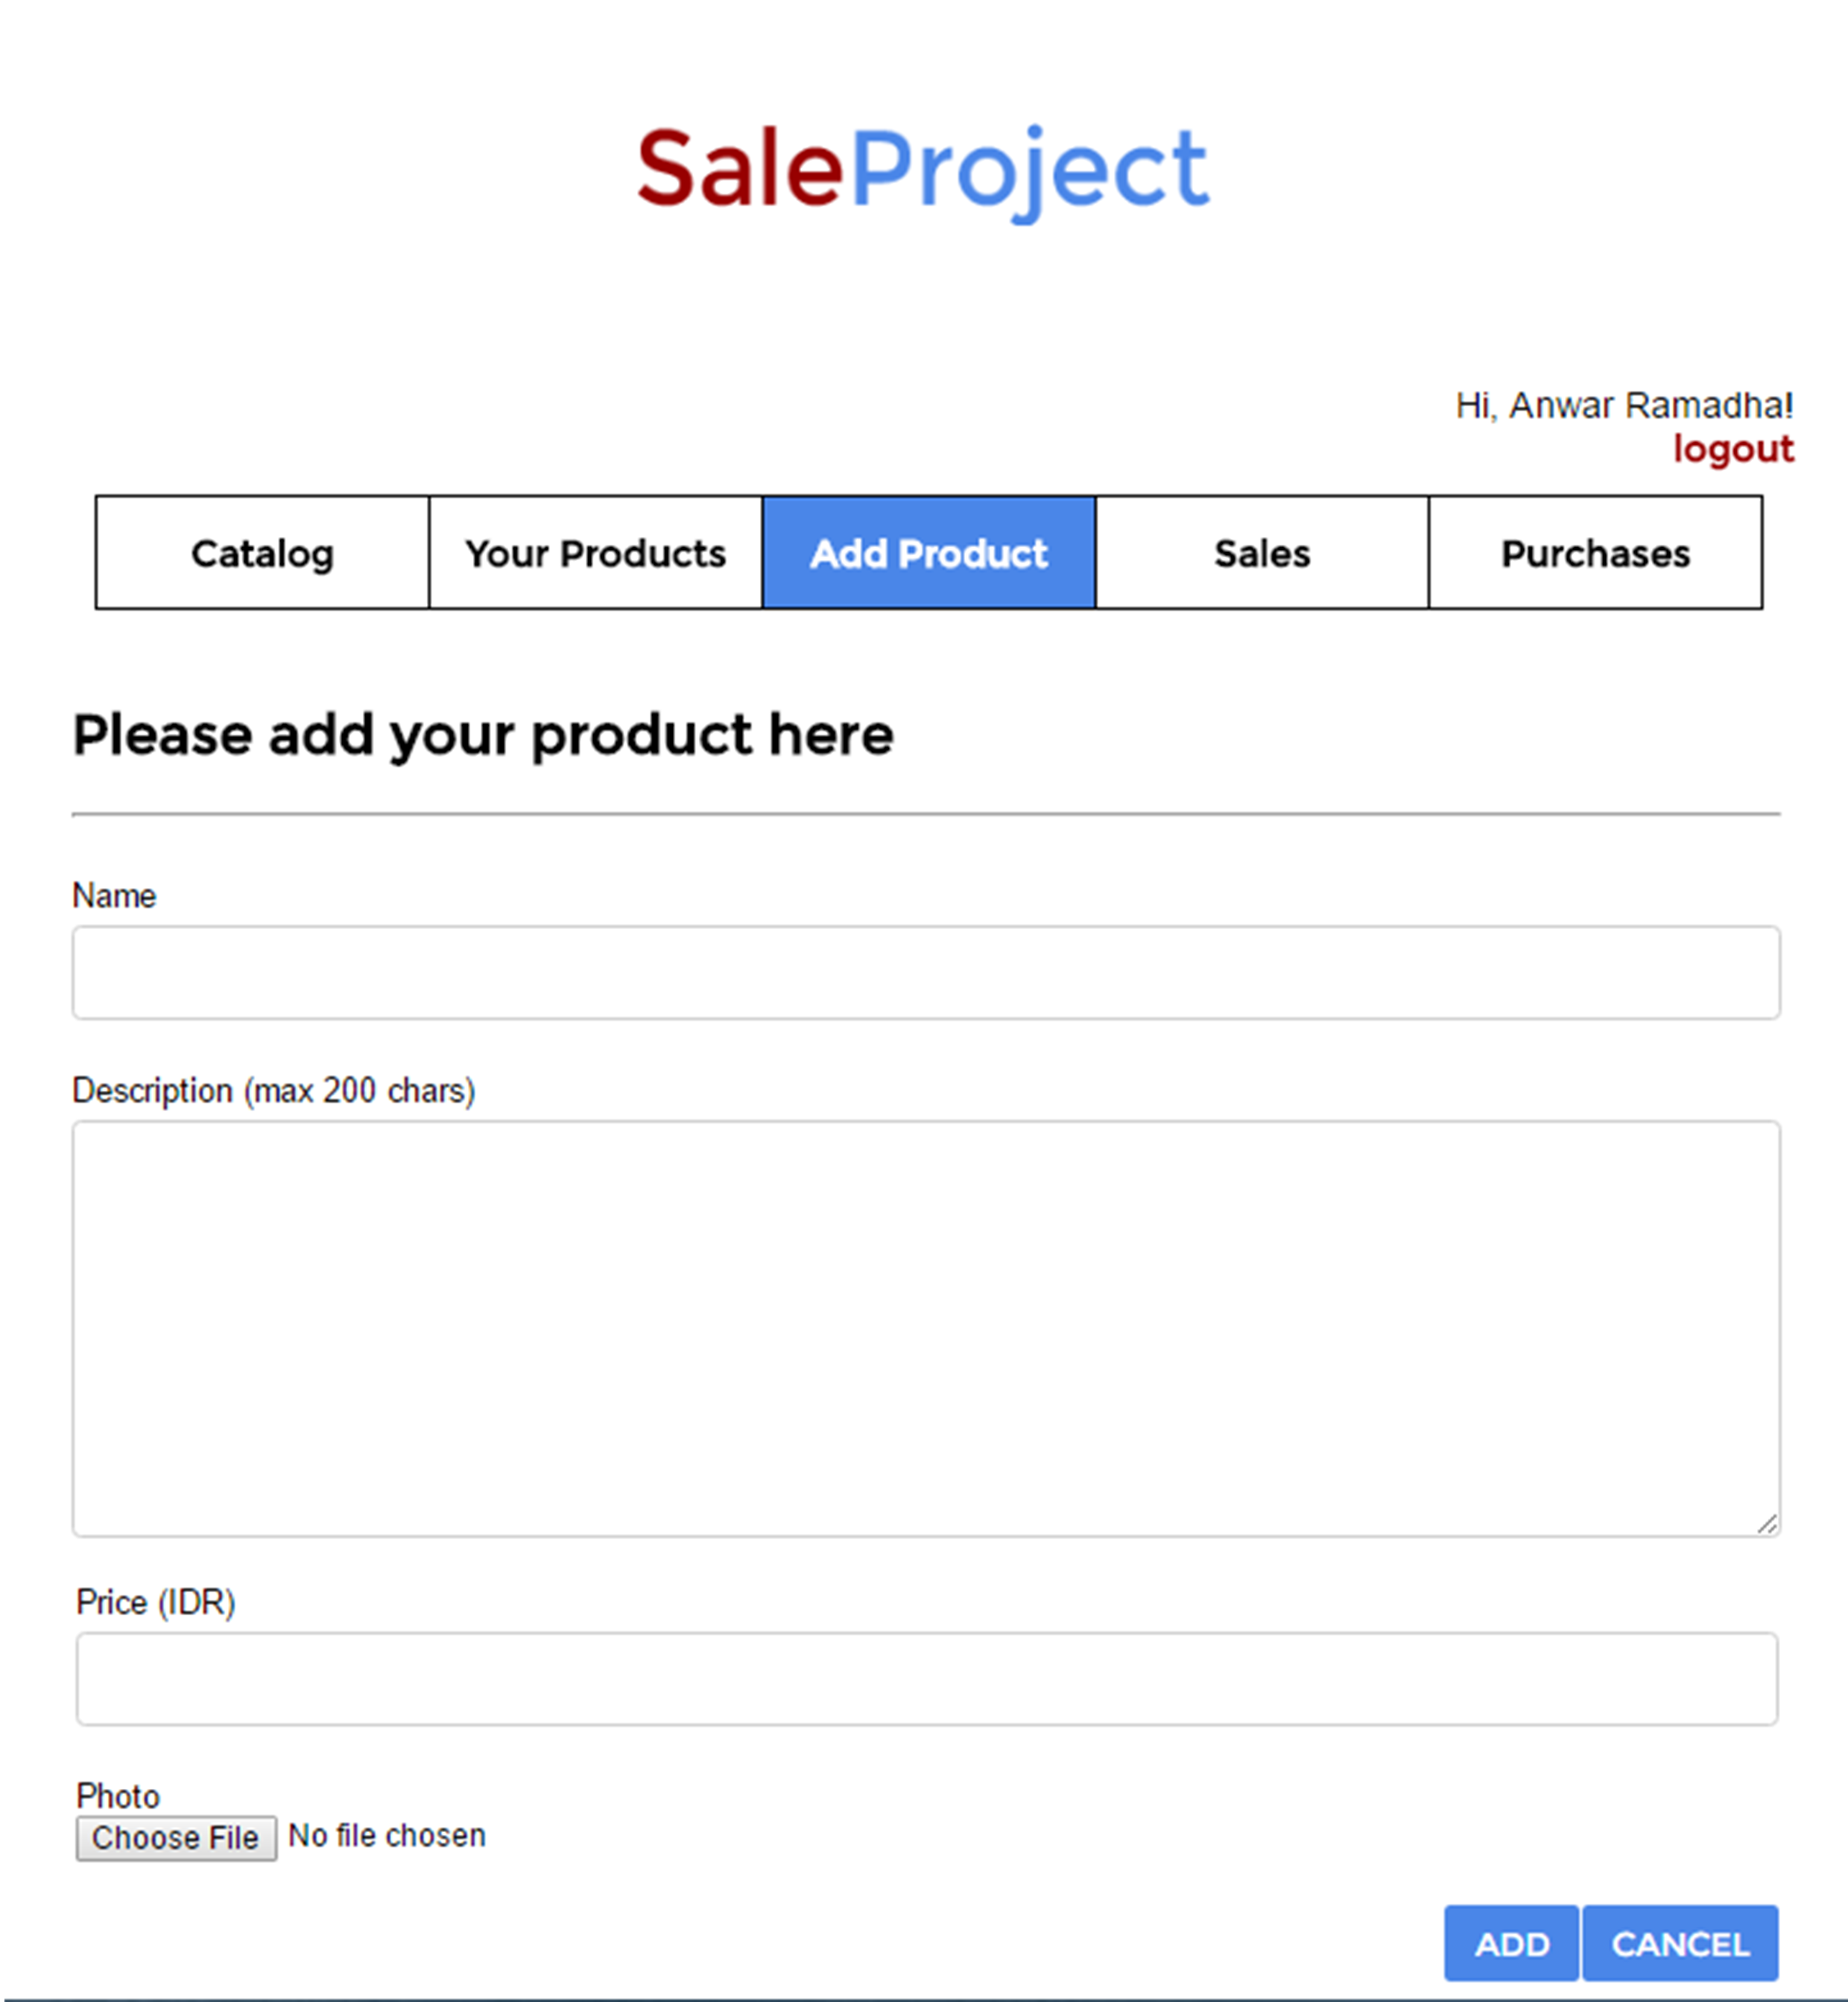 SaleProject
Hi, Anwar Ramadha!
logout
Catalog Your Products Add Product Sales Purchases
Please add your product here
Name
Description (max 200 chars)
Price (IDR)
Photo
Choose File No file chosen
ADD CANCEL